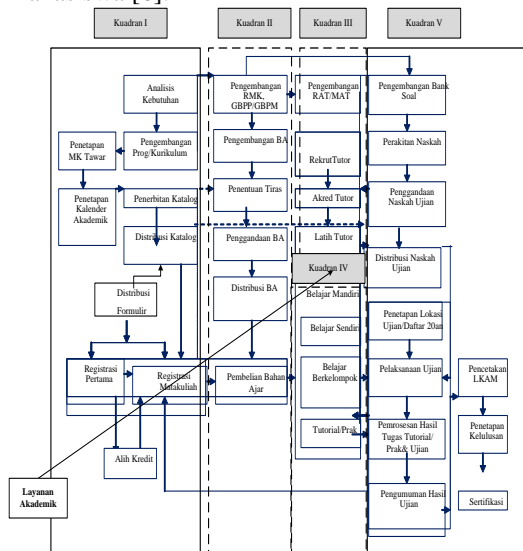 Kuadran I
Kuadran II
Kuadran III
Kuadran V
Analisis
Kebutuhan
Pengembangan
RMK,
GBPP/GBPM
Pengembangan
RAT/MAT
Pengembangan Bank
Soal
Penetapan
MK Tawar
Pengembangan
Prog/Kurikulum
Pengembangan BA
RekrutTutor
Perakitan Naskah
Penetapan
Kalender
Akademik
Penerbitan Katalog
Penentuan Tiras
Akred Tutor
Penggandaan
Naskah Ujian
Distribusi Katalog
Penggandaan BA
Latih Tutor
Distribusi Naskah
Ujian
Kuadran IV
Distribusi
Formulir
Distribusi BA
Belajar Mandiri
Belajar Sendiri
Penetapan Lokasi
Ujian/Daftar 20an
Registrasi
Pertama
Registrasi
Matakuliah
Pembelian Bahan
Ajar
Belajar
Berkelompok
Pelaksanaan Ujian
Pencetakan
LKAM
Alih Kredit
Tutorial/Prak
Pemrosesan Hasil
Tugas Tutorial/
Prak& Ujian
Penetapan
Kelulusan
Layanan
Akademik
Pengumuman Hasil
Ujian
Sertifikasi